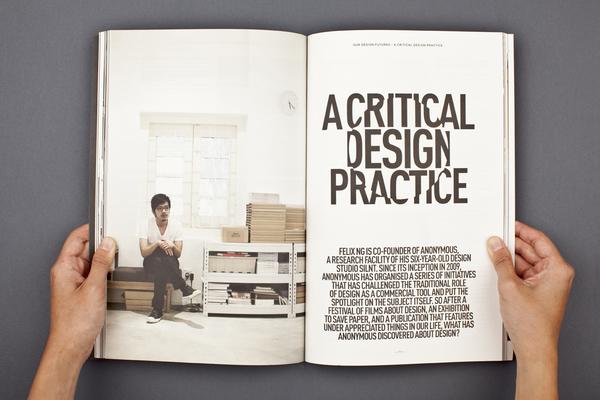 OUR DESIGN FUTURES – A CRITICAL DESIGN PRACTICE
A CRITICAL
DESIGN
PRACTICE
FELIX NG IS CO-FOUNDER OF ANONYMOUS,
A RESEARCH FACILITY OF HIS SIX-YEAR-OLD DESIGN
STUDIO SILNT. SINCE ITS INCEPTION IN 2009,
ANONYMOUS HAS ORGANISED A SERIES OF INITIATIVES
THAT HAS CHALLENGED THE TRADITIONAL ROLE
OF DESIGN AS A COMMERCIAL TOOL AND PUT THE
SPOTLIGHT ON THE SUBJECT ITSELF. SO AFTER A
FESTIVAL OF FILMS ABOUT DESIGN, AN EXHIBITION
TO SAVE PAPER, AND A PUBLICATION THAT FEATURES
UNDER APPRECIATED THINGS IN OUR LIFE, WHAT HAS
ANONYMOUS DISCOVERED ABOUT DESIGN?